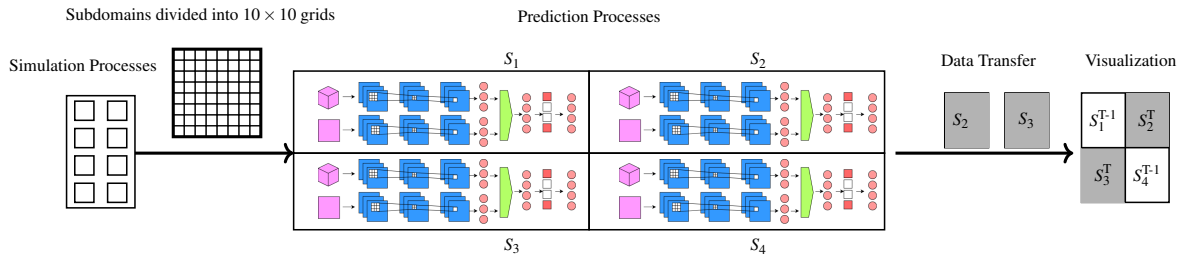 Subdomains divided into 10 × 10 grids
Prediction Processes
Simulation Processes
S₁
S₂
Data Transfer
Visualization
S₂
S₃
S₁ᵀ⁻¹
S₂ᵀ
S₃ᵀ
S₄ᵀ⁻¹
S₃
S₄